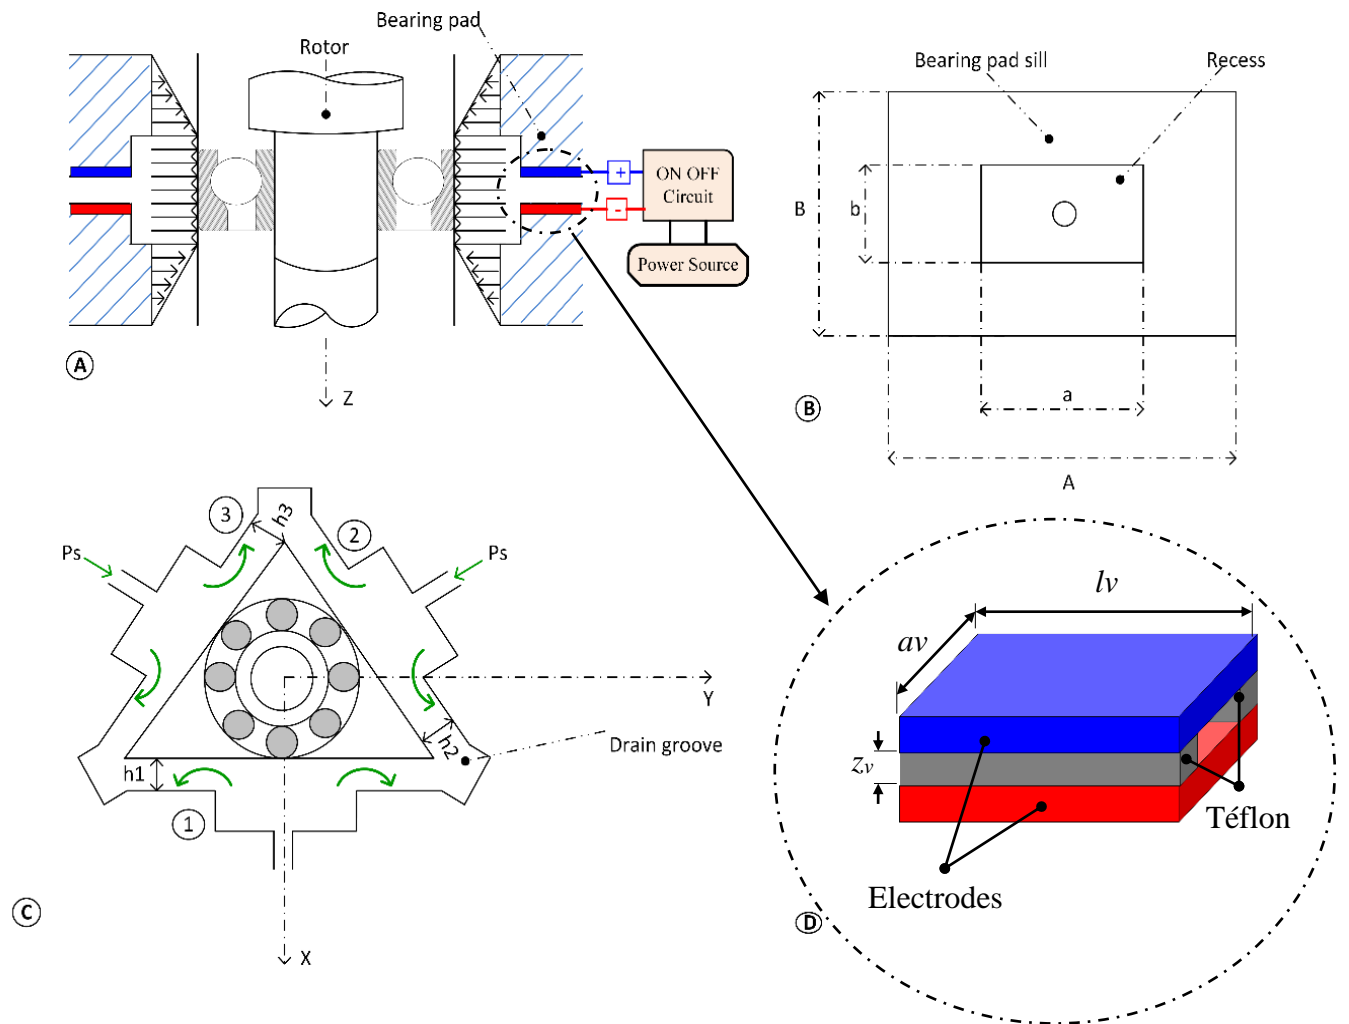 Bearing pad
Rotor
+
-
ON OFF
Circuit
Power Source
Z
A
Bearing pad sill
Recess
B
b
a
A
B
3
h3
2
Ps
Ps
Y
h2
Drain groove
h1
1
X
C
lv
av
zv
Téflon
Electrodes
D